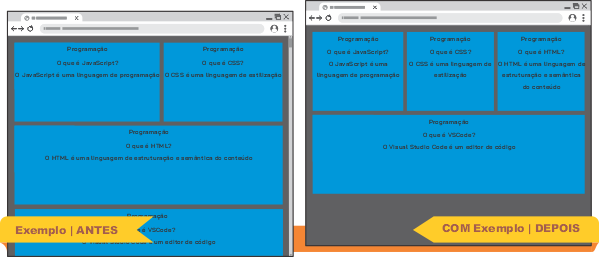 Programação
O que é JavaScript?
O JavaScript é uma linguagem de programação
Programação
O que é CSS?
O CSS é uma linguagem de estilização
Programação
O que é HTML?
O HTML é uma linguagem de estruturação e semântica do conteúdo
Programação
VSCode?
um editor de código
Exemplo | ANTES
Programação
O que é JavaScript?
O JavaScript é uma
linguagem de programação
Programação
O que é CSS?
O CSS é uma linguagem de
estilização
Programação
O que é HTML?
O HTML é uma linguagem de
estruturação e semântica
do conteúdo
Programação
O que é VSCode?
O Visual Studio Code é um editor de código
COM Exemplo | DEPOIS